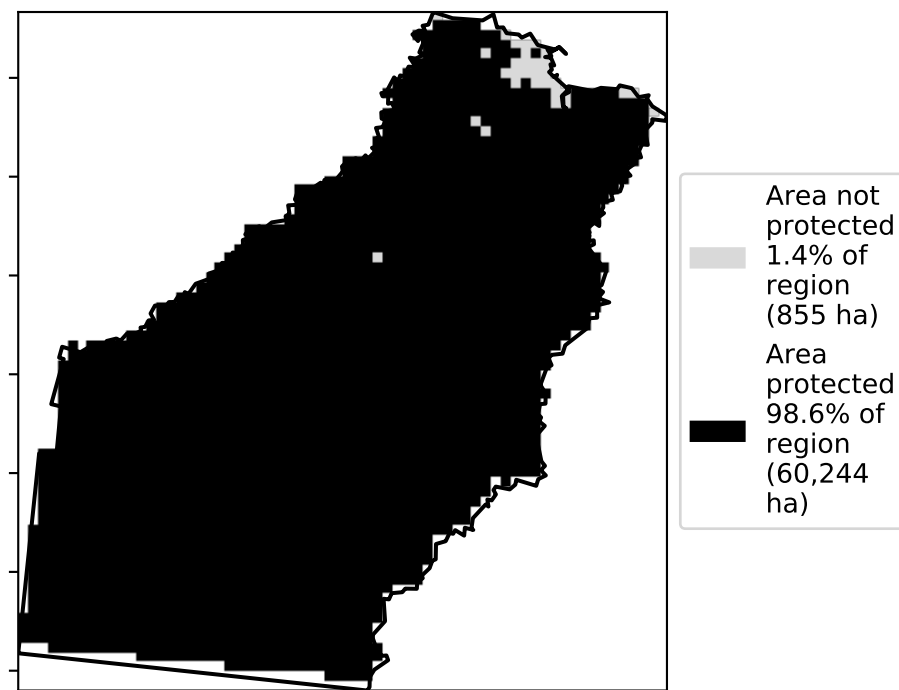 Area not
protected
1.4% of
region
(855 ha)
Area
protected
98.6% of
region
(60,244
ha)